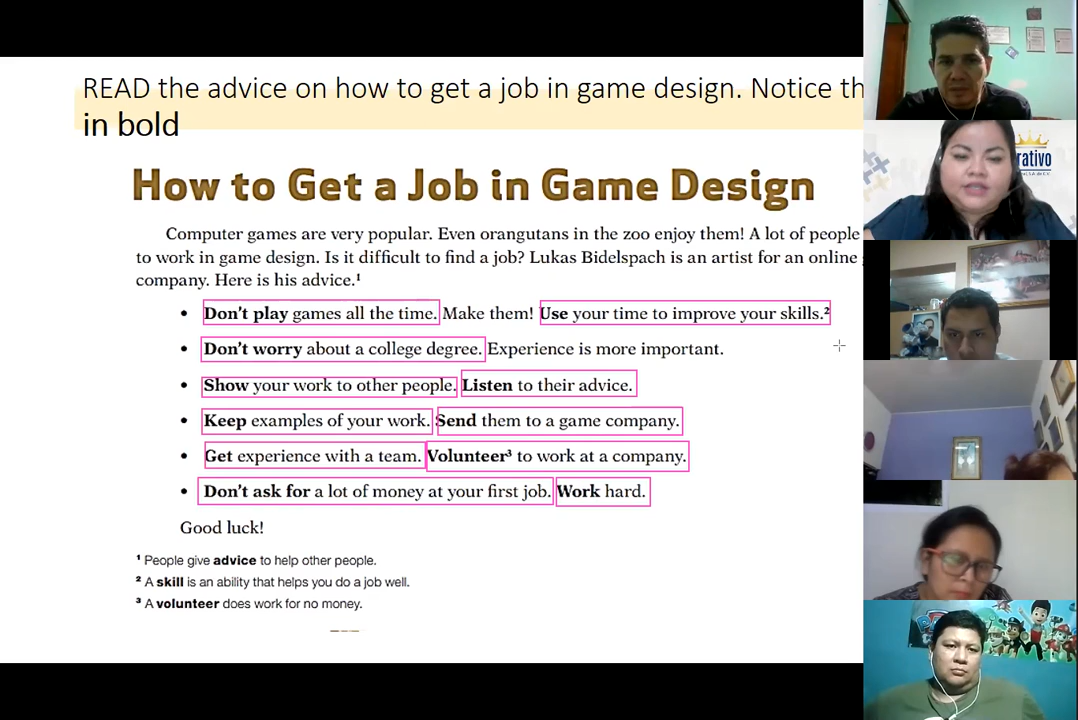 READ the advice on how to get a job in game design. Notice th
in bold
How to Get a Job in Game Design
Computer games are very popular. Even orangutans in the zoo enjoy them! A lot of people
to work in game design. Is it difficult to find a job? Lukas Bidelspach is an artist for an online
company. Here is his advice.¹
• Don't play games all the time. Make them! Use your time to improve your skills.²
• Don't worry about a college degree. Experience is more important.
• Show your work to other people. Listen to their advice.
• Keep examples of your work. Send them to a game company.
• Get experience with a team. Volunteer³ to work at a company.
• Don't ask for a lot of money at your first job. Work hard.
Good luck!
¹ People give advice to help other people.
² A skill is an ability that helps you do a job well.
³ A volunteer does work for no money.
rativo